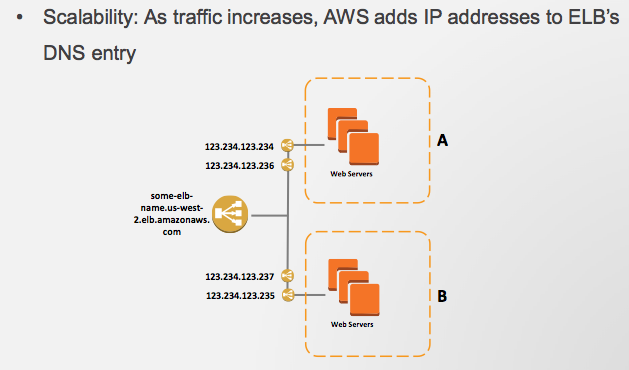 • Scalability: As traffic increases, AWS adds IP addresses to ELB’s
DNS entry
A
123.234.123.234
123.234.123.236
Web Servers
some-elb-
name.us-west-
2.elb.amazonaws.
com
123.234.123.237
123.234.123.235
B
Web Servers